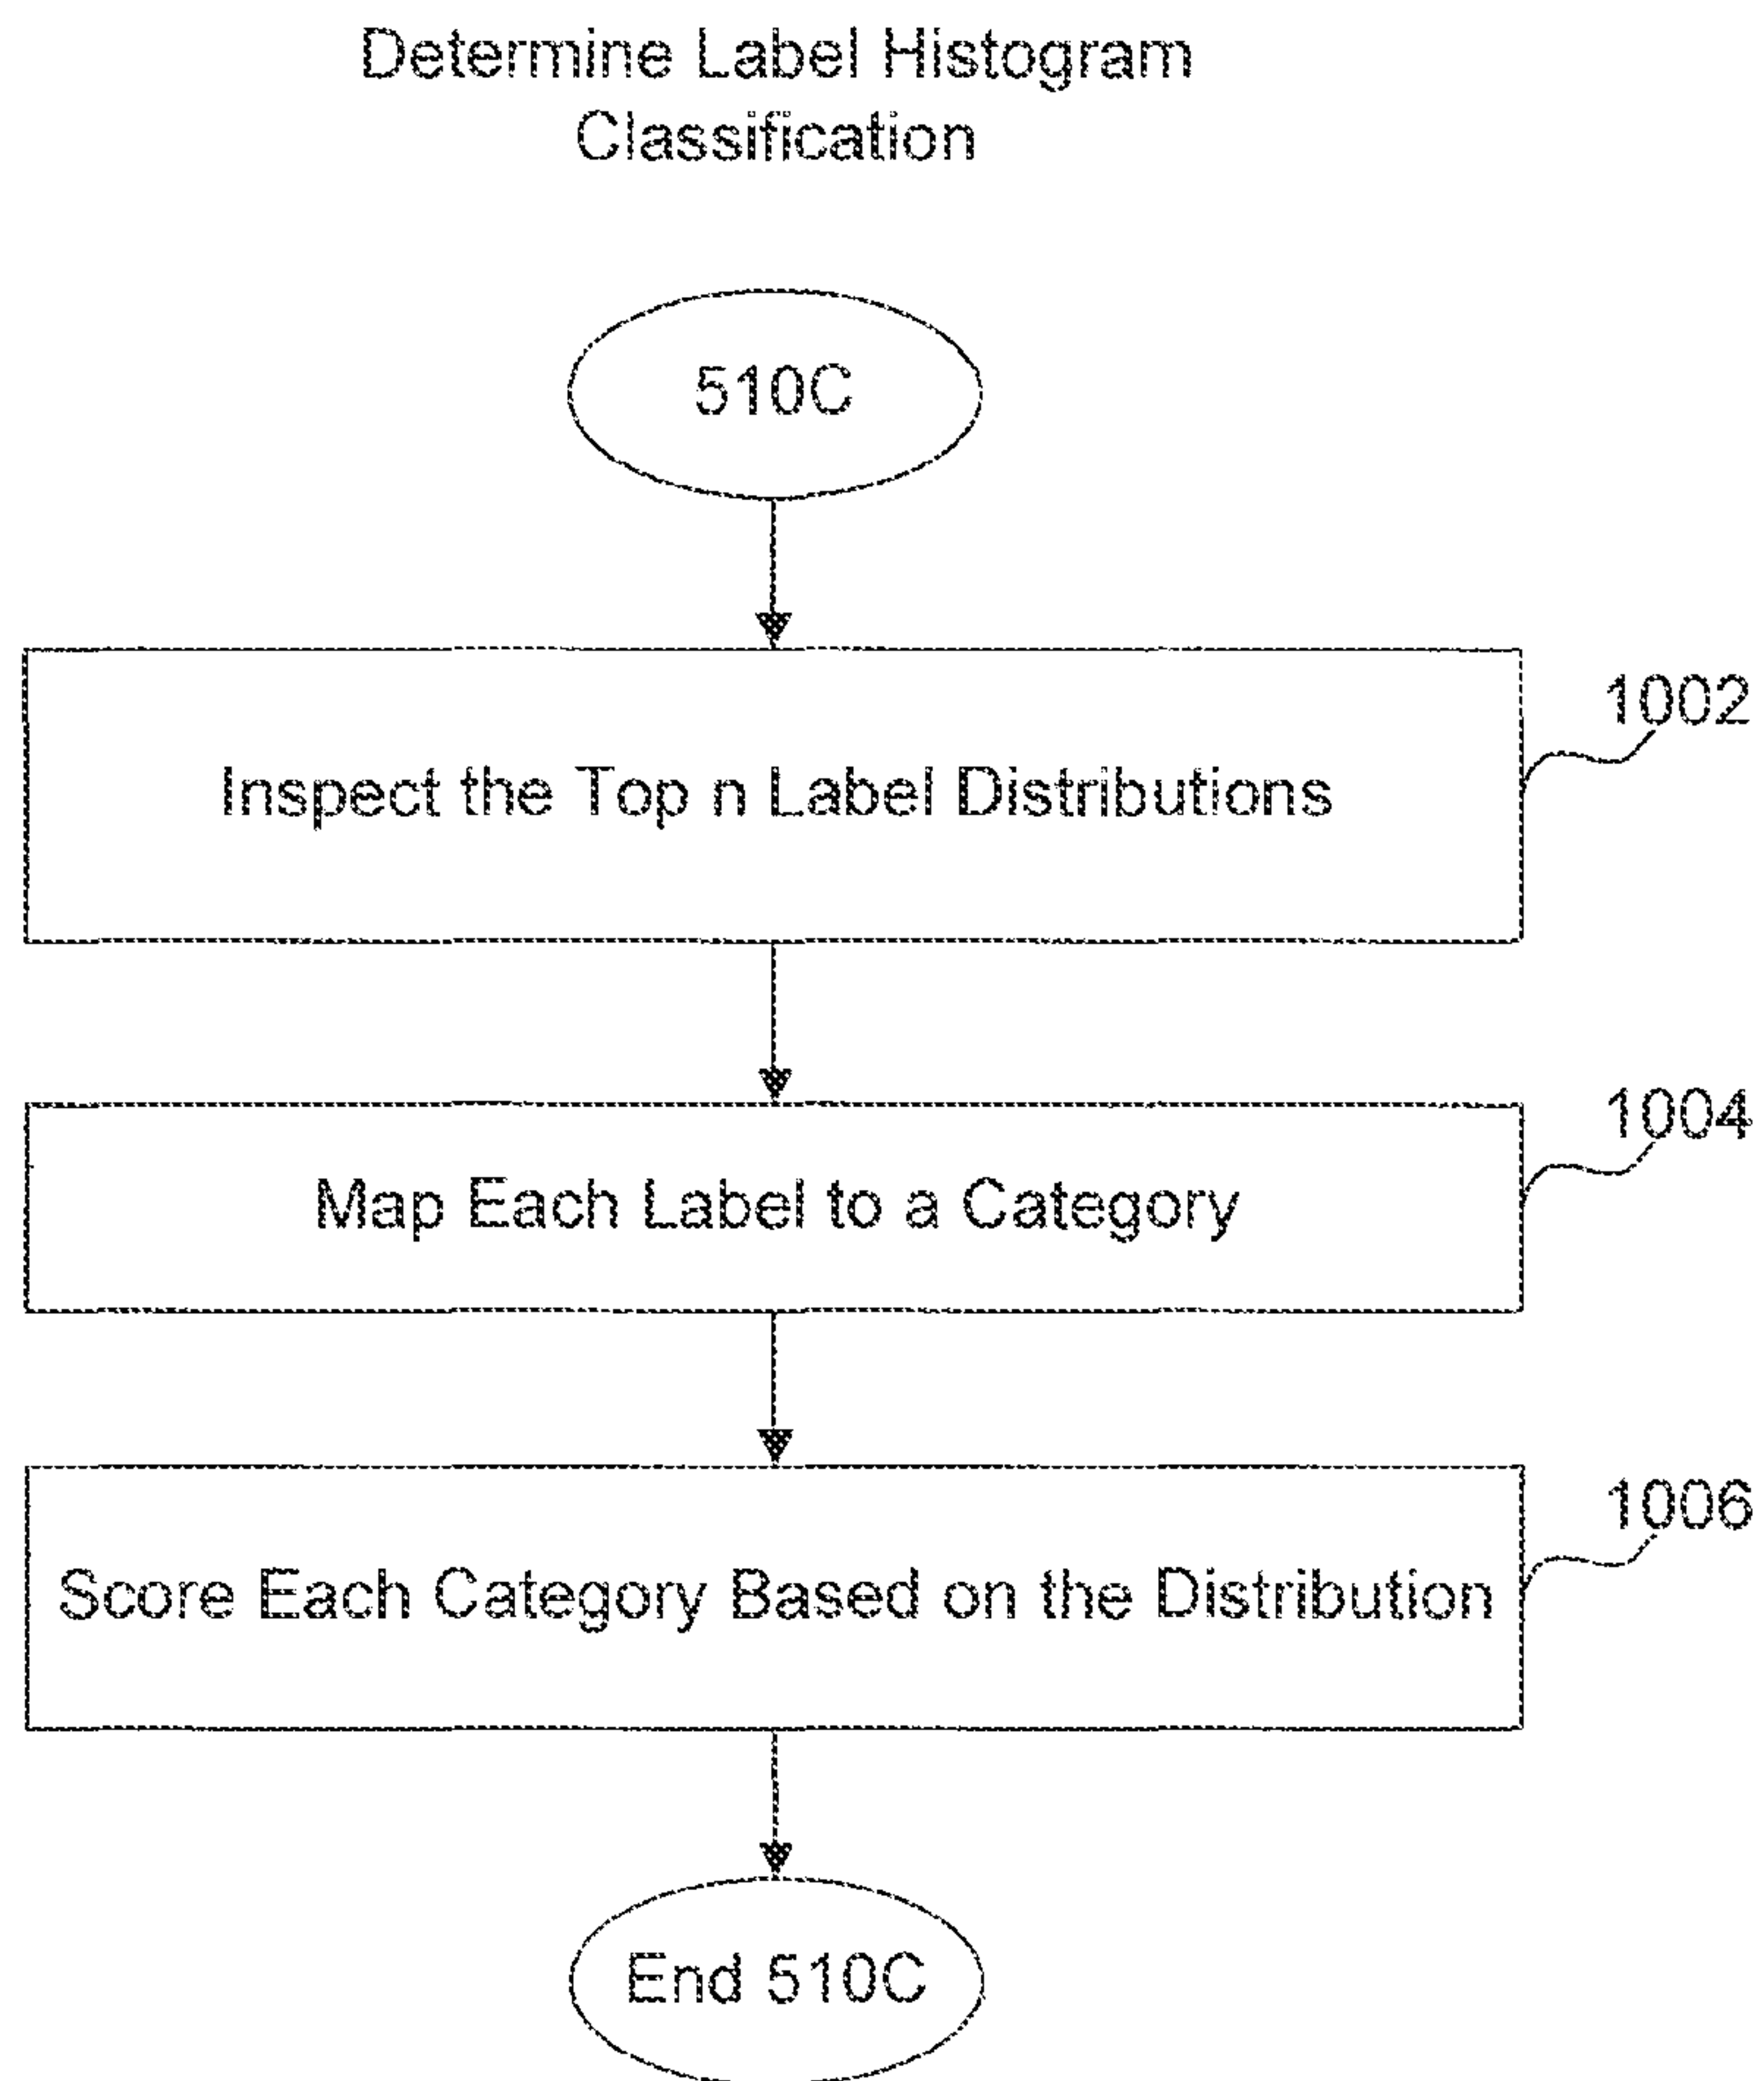 Determine Label Histogram
Classification
510C
1002
Inspect the Top n Label Distributions
1004
Map Each Label to a Category
1006
Score Each Category Based on the Distribution
End 510C